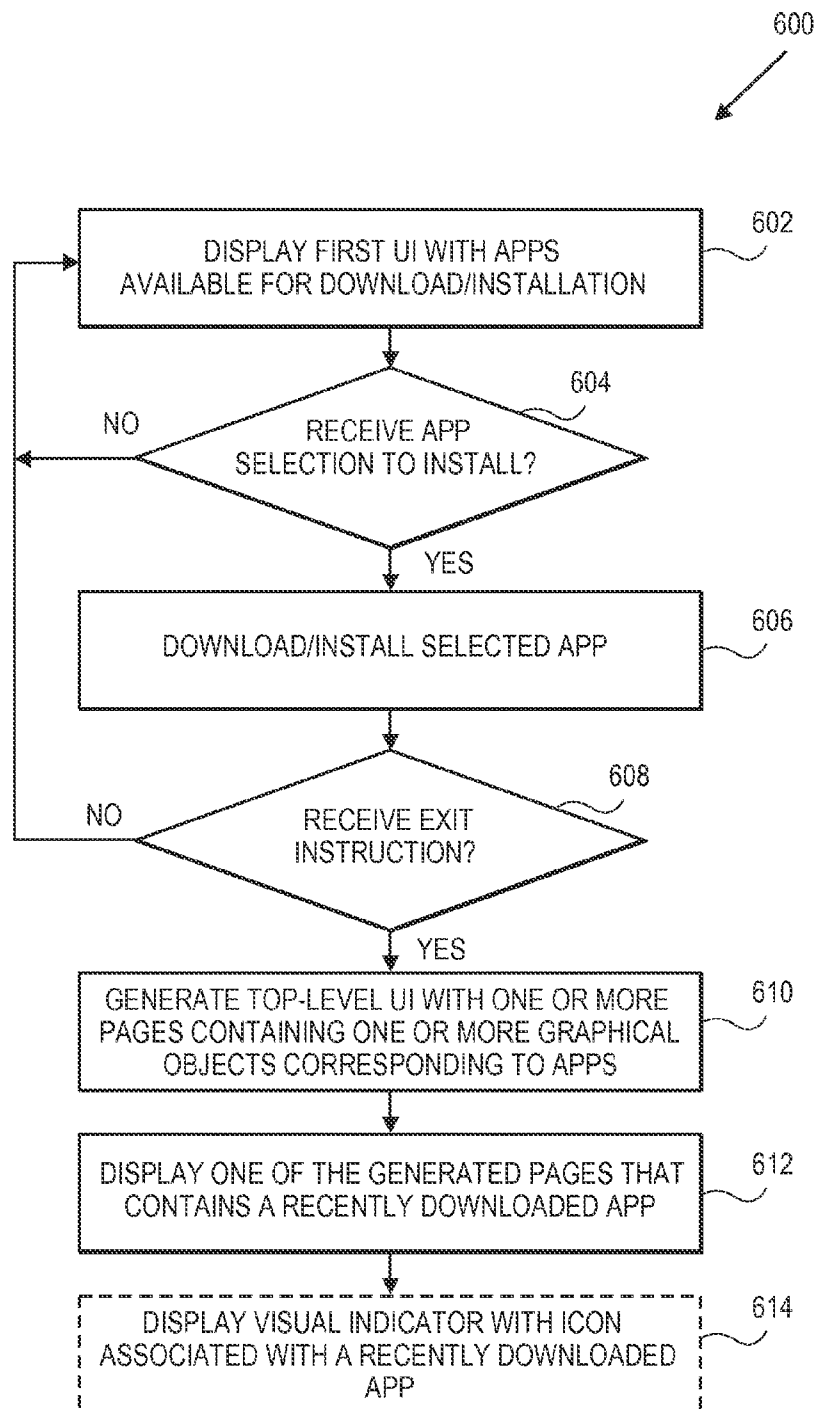 600
DISPLAY FIRST UI WITH APPS
AVAILABLE FOR DOWNLOAD/INSTALLATION
602
604
NO
RECEIVE APP
SELECTION TO INSTALL?
YES
DOWNLOAD/INSTALL SELECTED APP
606
608
NO
RECEIVE EXIT
INSTRUCTION?
YES
GENERATE TOP-LEVEL UI WITH ONE OR MORE
PAGES CONTAINING ONE OR MORE GRAPHICAL
OBJECTS CORRESPONDING TO APPS
610
DISPLAY ONE OF THE GENERATED PAGES THAT
CONTAINS A RECENTLY DOWNLOADED APP
612
DISPLAY VISUAL INDICATOR WITH ICON
ASSOCIATED WITH A RECENTLY DOWNLOADED
APP
614